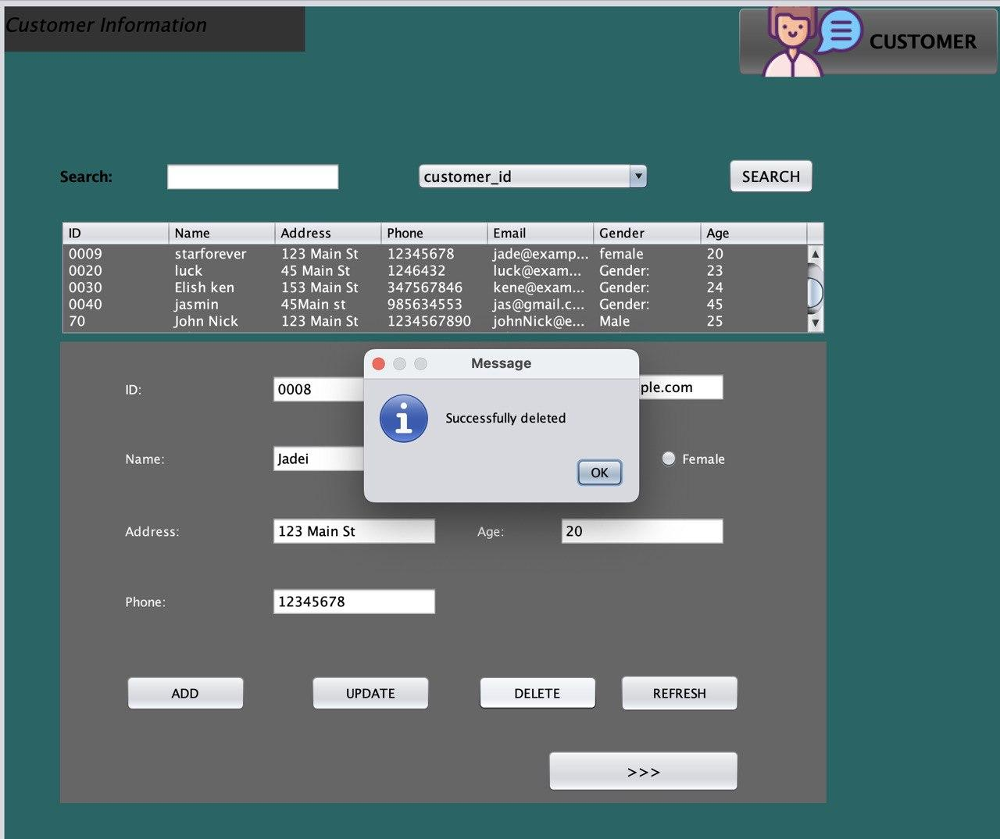 Customer Information
CUSTOMER
Search:
customer_id
SEARCH
ID Name Address Phone Email Gender Age
0009 starforever 123 Main St 12345678 jade@examp... female 20
0020 luck 45 Main St 1246432 luck@exam... Gender: 23
0030 Elish ken 153 Main St 347567846 kene@exam... Gender: 24
0040 jasmin 45Main st 985634553 jas@gmail.c... Gender: 45
70 John Nick 123 Main St 1234567890 johnNick@e... Male 25
Message
Successfully deleted
OK
ID: 0008 ple.com
Name: Jadei Female
Address: 123 Main St Age: 20
Phone: 12345678
ADD UPDATE DELETE REFRESH
>>>